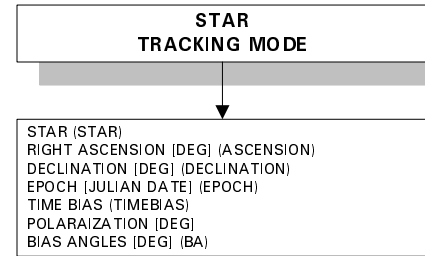 STAR
TRACKING MODE
STAR (STAR)
RIGHT ASCENSION [DEG] (ASCENSION)
DECLINATION [DEG] (DECLINATION)
EPOCH [JULIAN DATE] (EPOCH)
TIME BIAS (TIMEBIAS)
POLARAIZATION [DEG]
BIAS ANGLES [DEG] (BA)